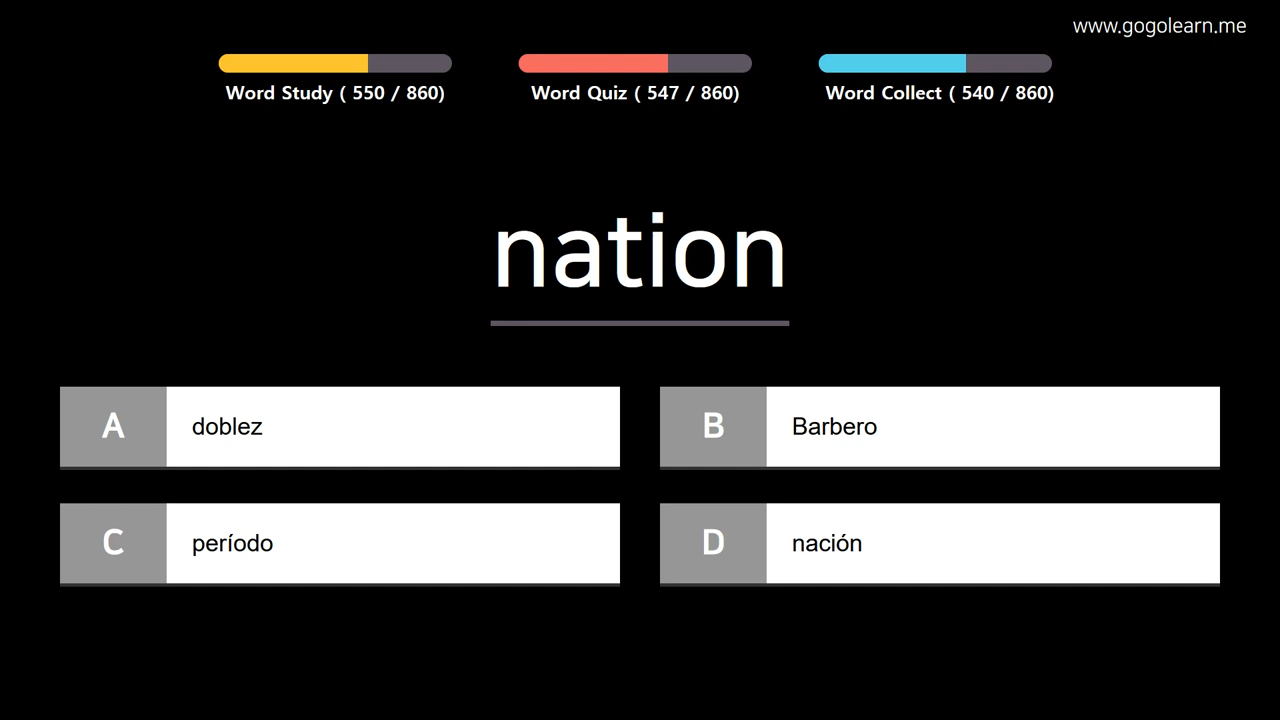 www.gogolearn.me
Word Study ( 550 / 860)
Word Quiz ( 547 / 860)
Word Collect ( 540 / 860)
nation
A doblez
B Barbero
C período
D nación